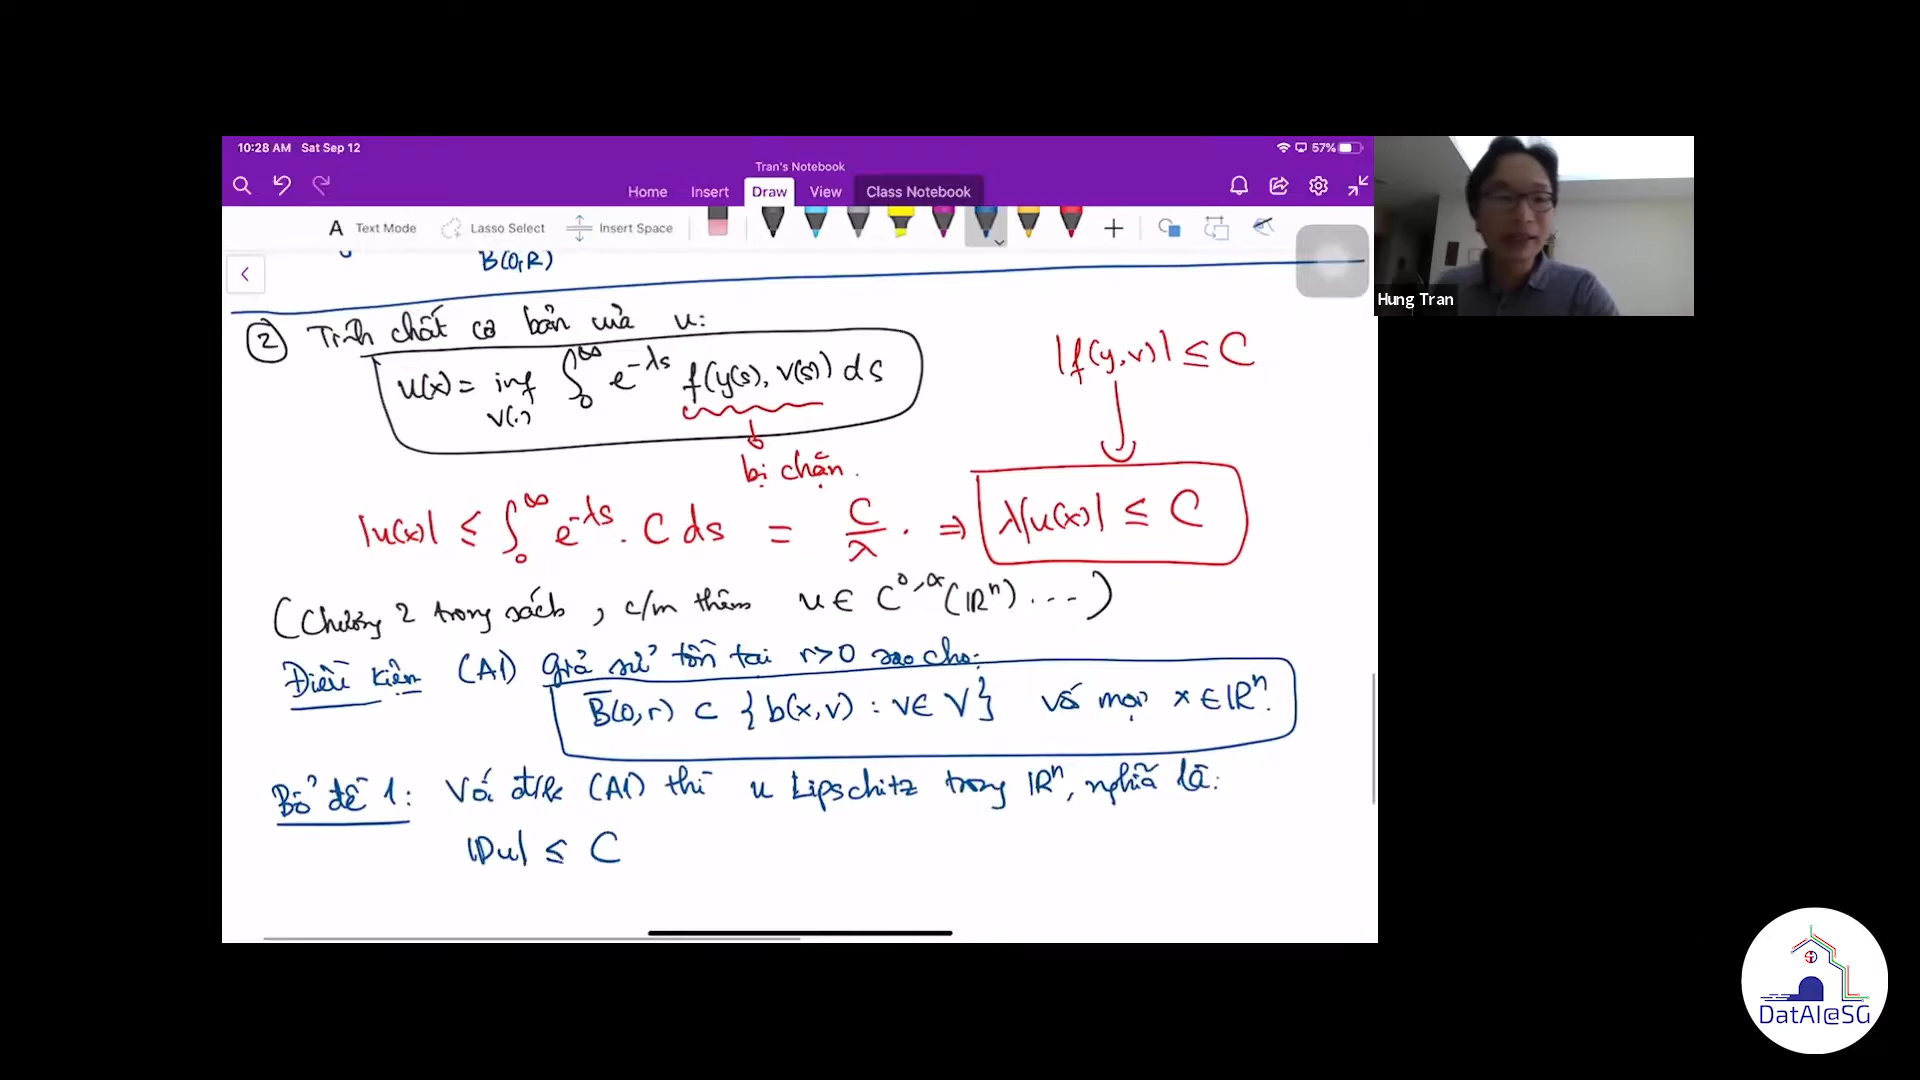 10:28 AM Sat Sep 12
57%
Tran's Notebook
Home Insert Draw View Class Notebook
A Text Mode Lasso Select Insert Space
B(0,R)
Hung Tran
② Tính chất cơ bản của u:
u(x) = inf ∫₀^∞ e^{-λs} f(y(s), v(s)) ds
v(.)
|f(y,v)| ≤ C
bị chặn.
|u(x)| ≤ ∫₀^∞ e^{-λs} . C ds = C/λ . ⇒ λ|u(x)| ≤ C
(Chương 2 trong sách, c/m thêm u ∈ C^{0,α}(ℝⁿ) ....)
Điều kiện (A1) Giả sử tồn tại r>0 sao cho:
B̅(0,r) ⊂ {b(x,v) : v ∈ V} với mọi x ∈ ℝⁿ.
Bổ đề 1: Với đ/k (A1) thì u Lipschitz trong ℝⁿ, nghĩa là:
|Du| ≤ C
DatAI@SG